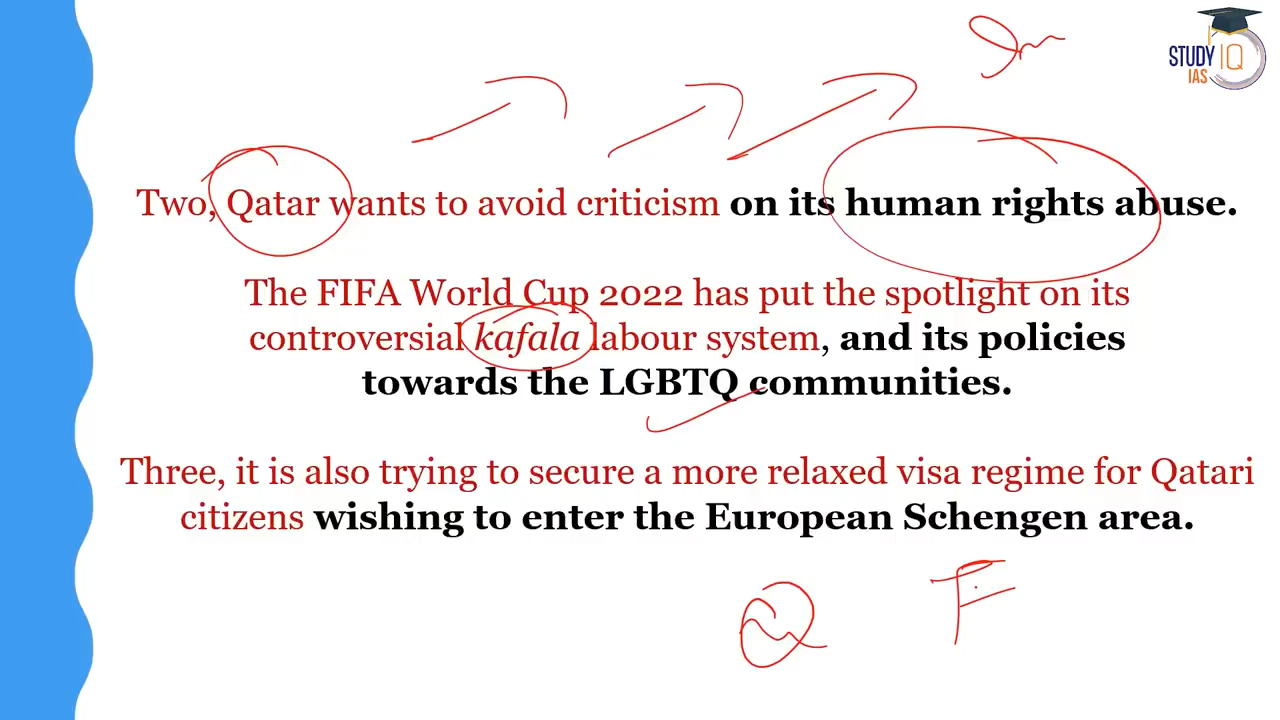 STUDY IQ
IAS
Two, Qatar wants to avoid criticism on its human rights abuse.
The FIFA World Cup 2022 has put the spotlight on its
controversial kafala labour system, and its policies
towards the LGBTQ communities.
Three, it is also trying to secure a more relaxed visa regime for Qatari
citizens wishing to enter the European Schengen area.
Q F